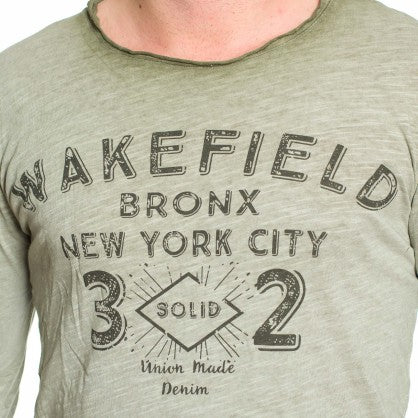 WAKEFIELD
BRONX
NEW YORK CITY
3 SOLID 2
Union Made
Denim